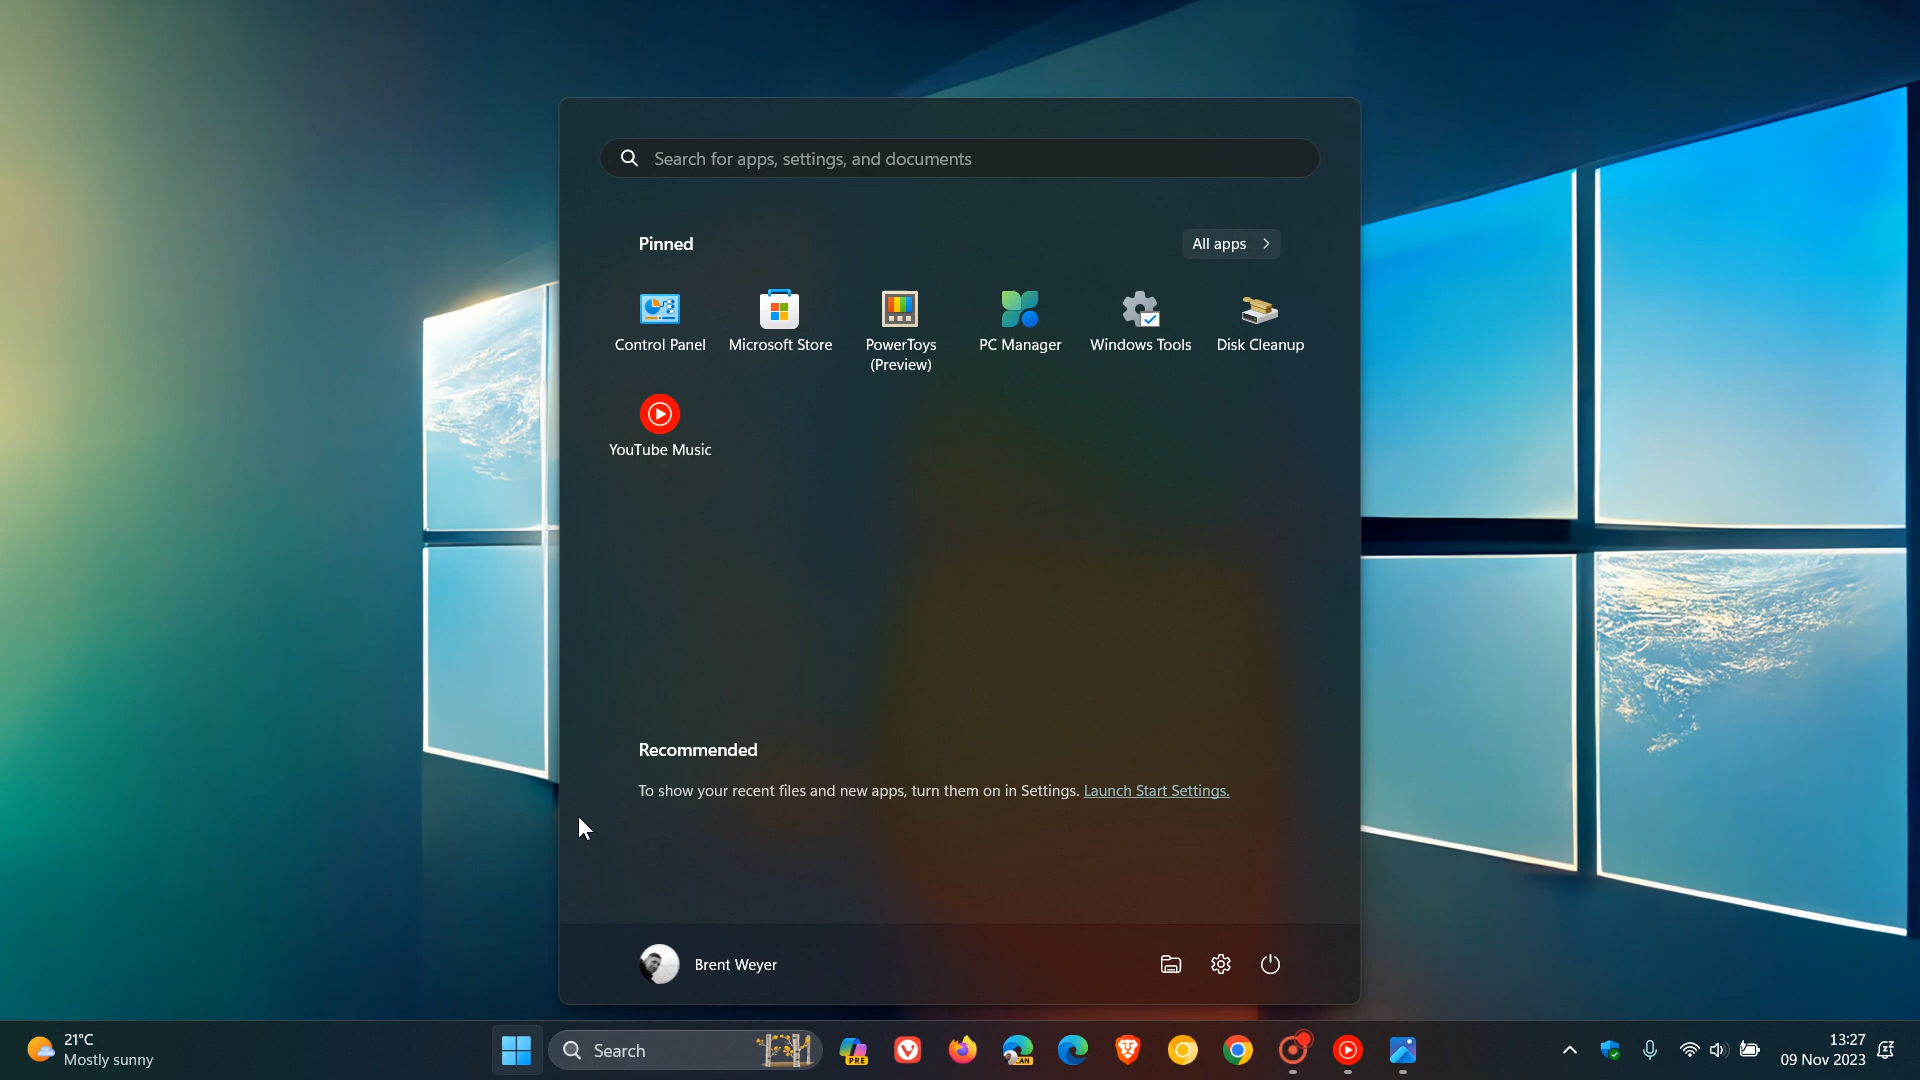 Search for apps, settings, and documents
Pinned
All apps
Control Panel
Microsoft Store
PowerToys
(Preview)
PC Manager
Windows Tools
Disk Cleanup
YouTube Music
Recommended
To show your recent files and new apps, turn them on in Settings. Launch Start Settings.
Brent Weyer
21°C
Mostly sunny
Search
PRE
CAN
13:27
09 Nov 2023